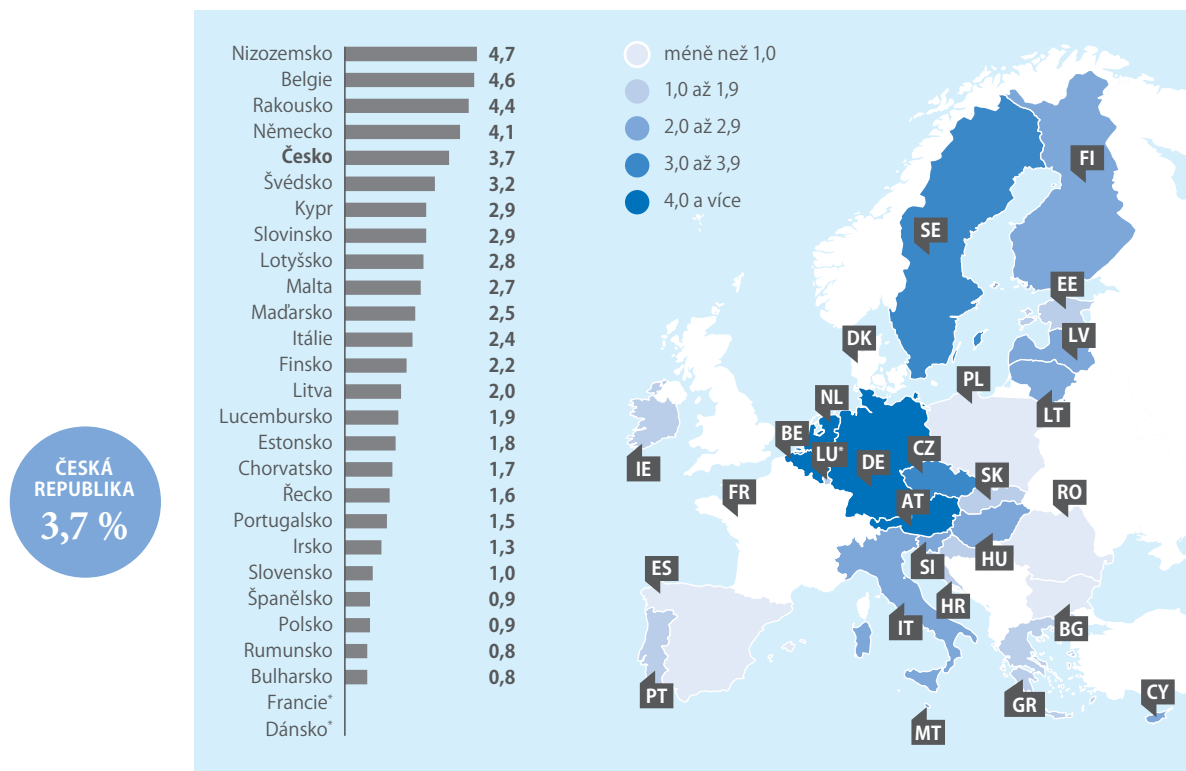 Nizozemsko 4,7
Belgie 4,6
Rakousko 4,4
Německo 4,1
Česko 3,7
Švédsko 3,2
Kypr 2,9
Slovinsko 2,9
Lotyšsko 2,8
Malta 2,7
Maďarsko 2,5
Itálie 2,4
Finsko 2,2
Litva 2,0
Lucembursko 1,9
Estonsko 1,8
Chorvatsko 1,7
Řecko 1,6
Portugalsko 1,5
Irsko 1,3
Slovensko 1,0
Španělsko 0,9
Polsko 0,9
Rumunsko 0,8
Bulharsko 0,8
Francie*
Dánsko*
ČESKÁ
REPUBLIKA
3,7 %
méně než 1,0
1,0 až 1,9
2,0 až 2,9
3,0 až 3,9
4,0 a více
FI
SE
EE
DK
LV
PL
NL
LT
BE
CZ
LU*
DE
IE
SK
FR
RO
AT
ES
SI
HU
HR
IT
BG
PT
GR
CY
MT